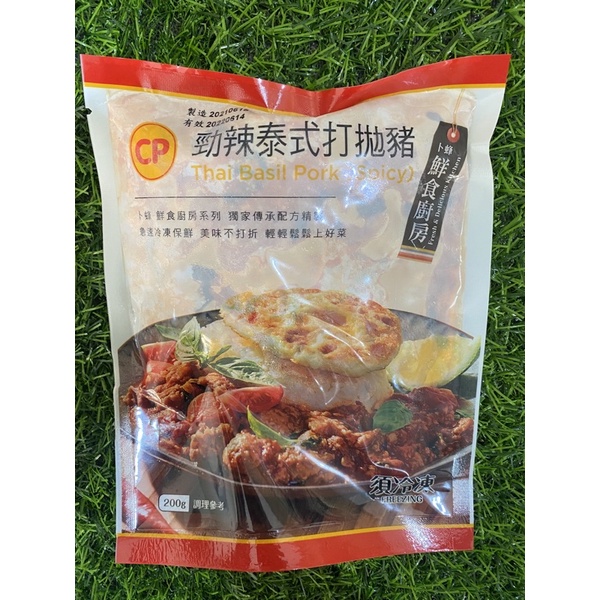 製造 2021061
有效 20220614
CP
勁辣泰式打拋豬
Thai Basil Pork (Spicy)
卜蜂
鮮食廚房
卜蜂 鮮食廚房系列 獨家傳承配方精
急速冷凍保鮮 美味不打折 輕輕鬆鬆上好菜
200g 調理參考
須冷凍
FREEZING